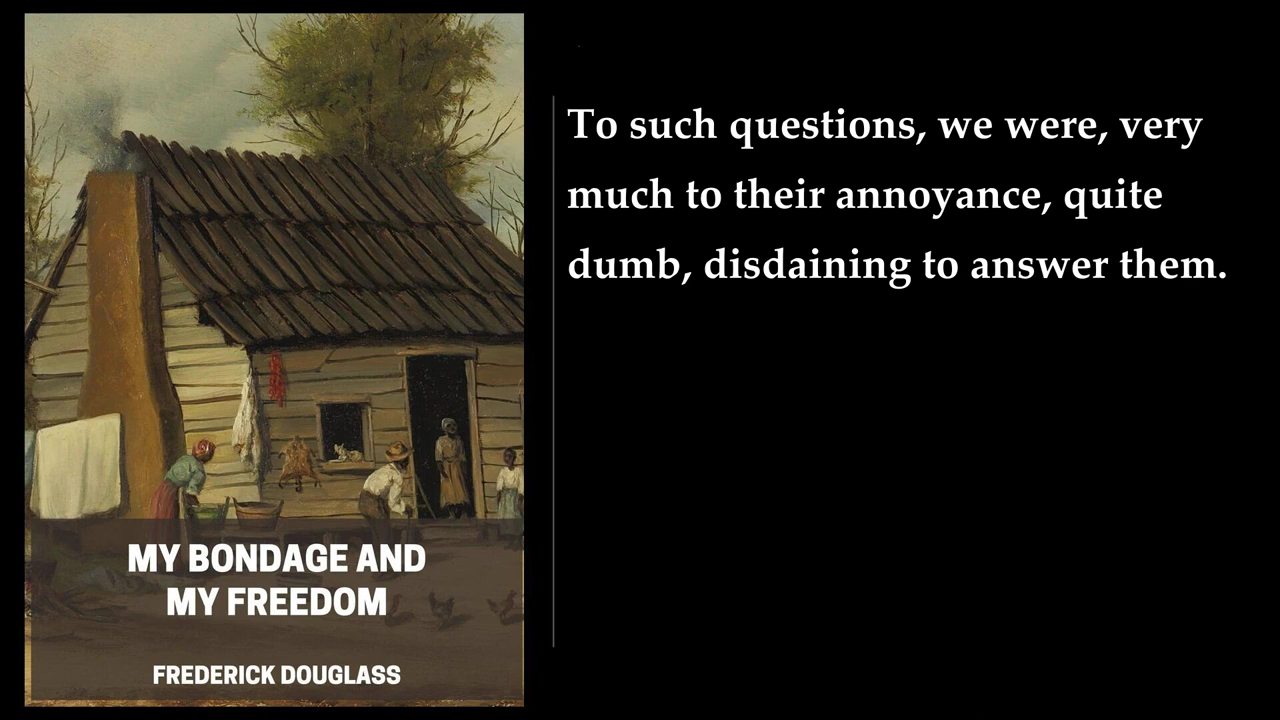 To such questions, we were, very
much to their annoyance, quite
dumb, disdaining to answer them.
MY BONDAGE AND
MY FREEDOM
FREDERICK DOUGLASS